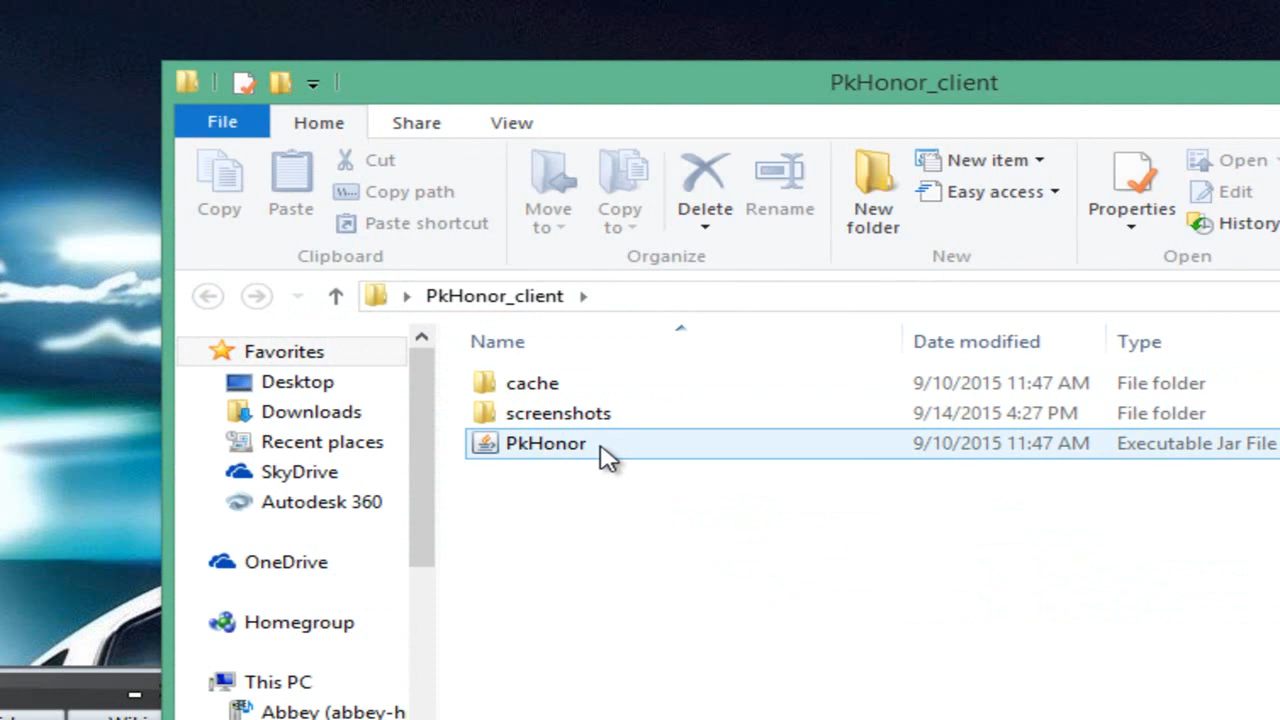 PkHonor_client
File Home Share View
Copy
Paste
Cut
Copy path
Paste shortcut
Clipboard
Move to
Copy to
Delete
Rename
Organize
New folder
New item
Easy access
New
Properties
Open
Edit
History
Open
PkHonor_client
Name Date modified Type
cache 9/10/2015 11:47 AM File folder
screenshots 9/14/2015 4:27 PM File folder
PkHonor 9/10/2015 11:47 AM Executable Jar File
Favorites
Desktop
Downloads
Recent places
SkyDrive
Autodesk 360
OneDrive
Homegroup
This PC
Abbey (abbey-h